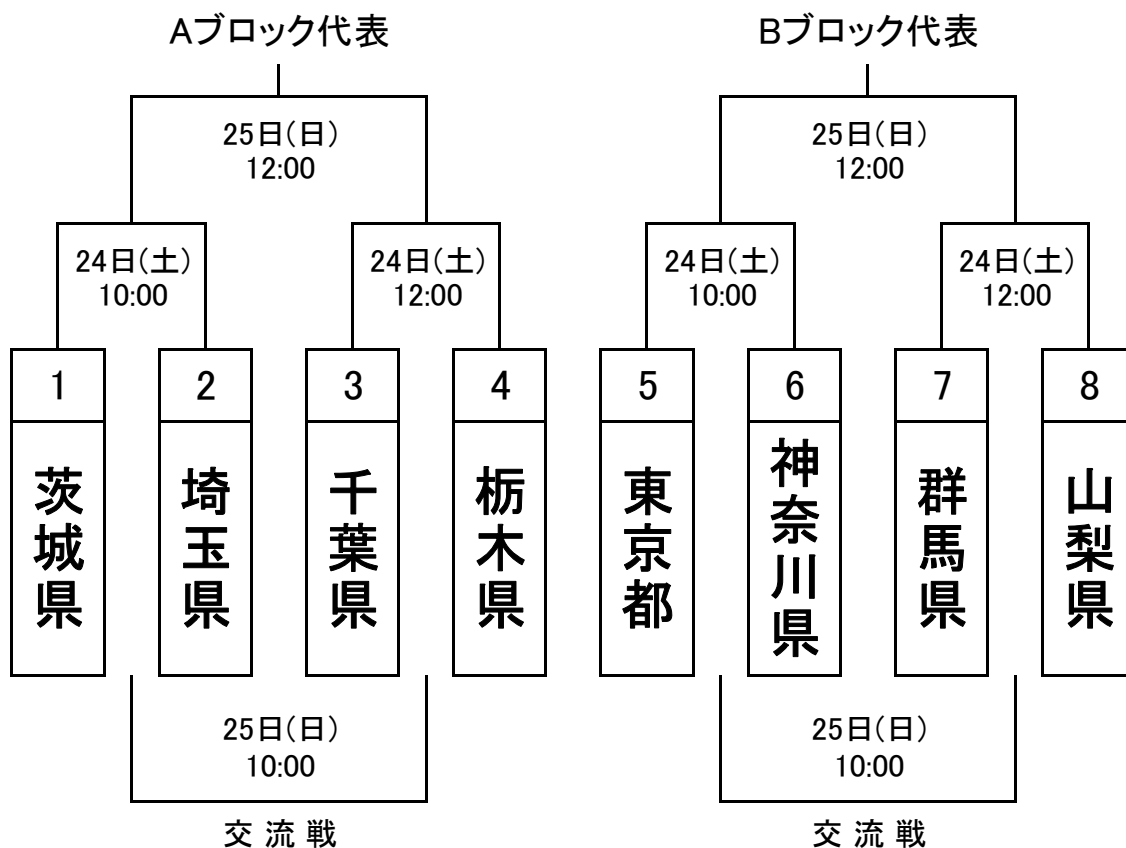 Aブロック代表
Bブロック代表
25日(日)
12:00
25日(日)
12:00
24日(土)
10:00
24日(土)
12:00
24日(土)
10:00
24日(土)
12:00
1
2
3
4
5
6
7
8
茨城県
埼玉県
千葉県
栃木県
東京都
神奈川県
群馬県
山梨県
25日(日)
10:00
25日(日)
10:00
交流戦
交流戦